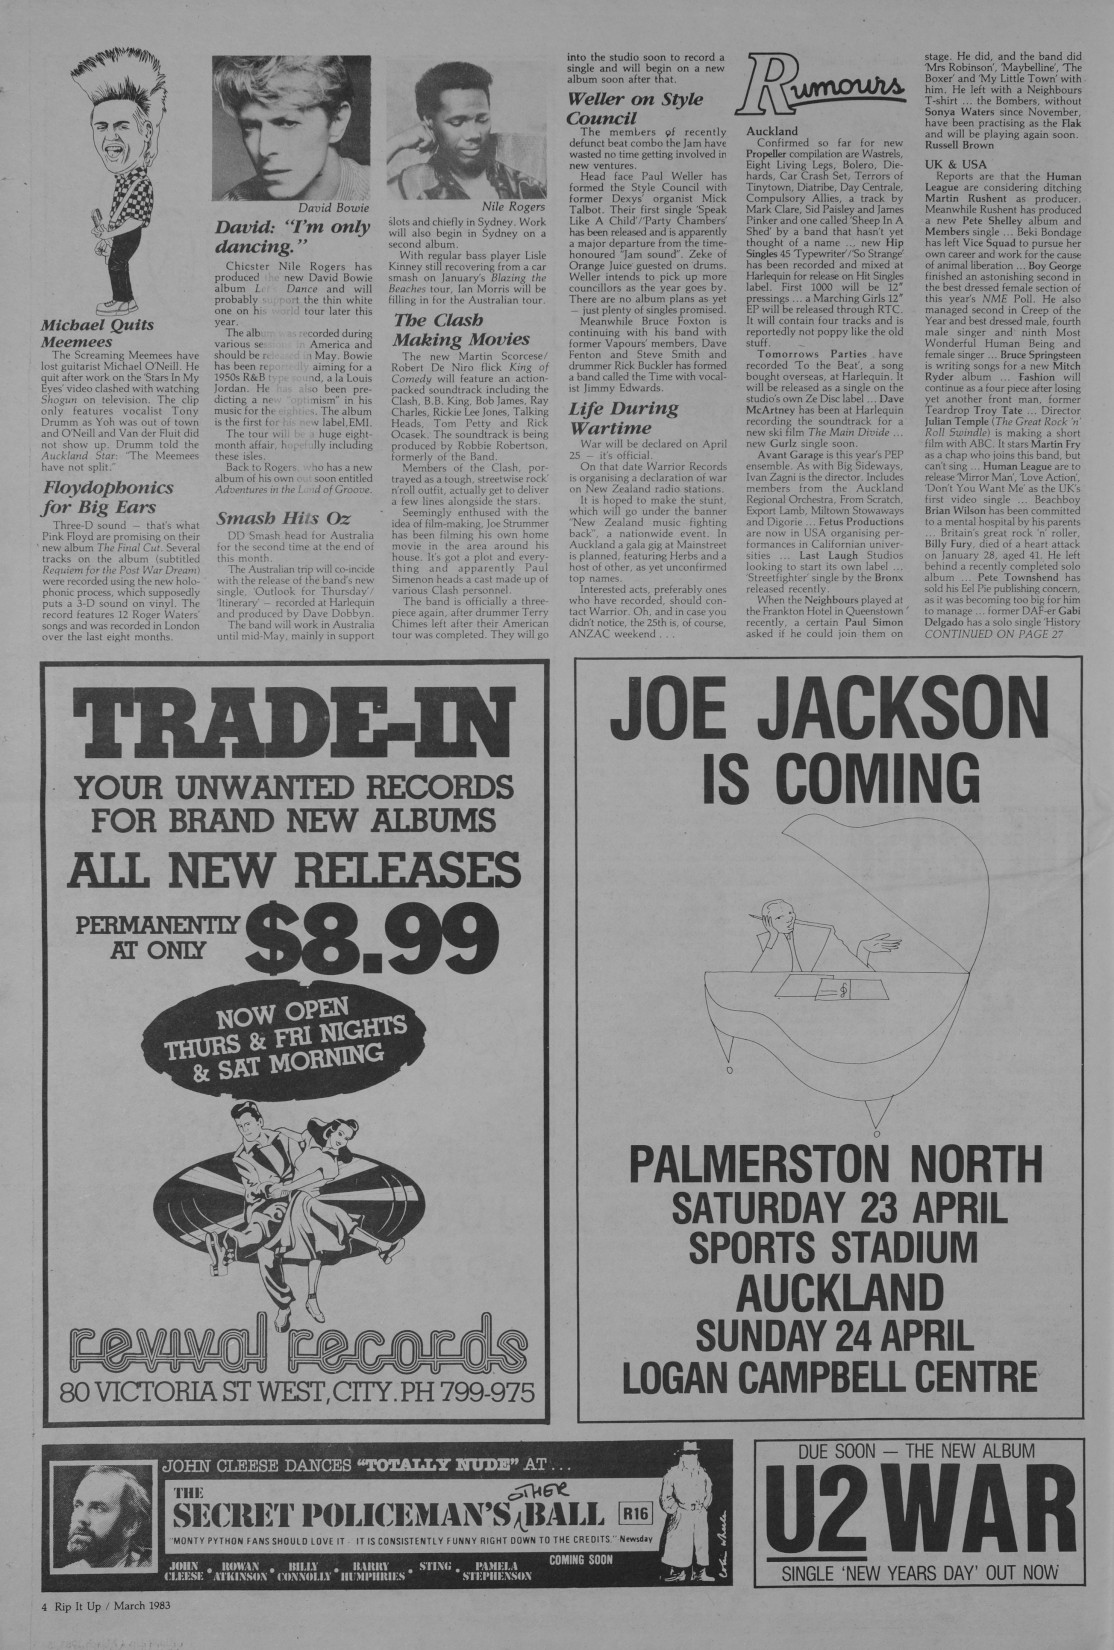 Michael Quits
Meemees
The Screaming Meemees have
lost guitarist Michael O'Neill. He
quit after work on the 'Stars In My
Eyes' video clashed with watching
Shogun on television. The clip
only features vocalist Tony
Drumm as Yoh was out of town
and O'Neill and Van der Fluit did
not show up. Drumm told the
Auckland Star: "The Meemees
have not split."
Floydophonics
for Big Ears
Three-D sound — that's what
Pink Floyd are promising on their
new album The Final Cut. Several
tracks on the album (subtitled
Requiem for the Post War Dream)
were recorded using the new holo-
phonic process, which supposedly
puts a 3-D sound on vinyl. The
record features 12 Roger Waters'
songs and was recorded in London
over the last eight months.
David Bowie
David: "I'm only
dancing."
Chicster Nile Rogers has
produced the new David Bowie
album Let's Dance and will
probably support the thin white
one on his world tour later this
year.
The album was recorded during
various sessions in America and
should be released in May. Bowie
has been reportedly aiming for a
1950s R&B type sound, a la Louis
Jordan. He has also been pre-
dicting a new "optimism" in his
music for the eighties. The album
is the first for his new label, EMI.
The tour will be a huge eight-
month affair, hopefully including
these isles.
Back to Rogers, who has a new
album of his own out soon entitled
Adventures in the Land of Groove.
Smash Hits Oz
DD Smash head for Australia
for the second time at the end of
this month.
The Australian trip will co-incide
with the release of the band's new
single, 'Outlook for Thursday'/
'Itinerary' — recorded at Harlequin
and produced by Dave Dobbyn.
The band will work in Australia
until mid-May, mainly in support
Nile Rogers
slots and chiefly in Sydney. Work
will also begin in Sydney on a
second album.
With regular bass player Lisle
Kinney still recovering from a car
smash on January's Blazing the
Beaches tour, Ian Morris will be
filling in for the Australian tour.
The Clash
Making Movies
The new Martin Scorcese/
Robert De Niro flick King of
Comedy will feature an action-
packed soundtrack including the
Clash, B.B. King, Bob James, Ray
Charles, Rickie Lee Jones, Talking
Heads, Tom Petty and Rick
Ocasek. The soundtrack is being
produced by Robbie Robertson,
formerly of the Band.
Members of the Clash, por-
trayed as a tough, streetwise rock'
n'roll outfit, actually get to deliver
a few lines alongside the stars.
Seemingly enthused with the
idea of film-making, Joe Strummer
has been filming his own home
movie in the area around his
house. It's got a plot and every-
thing and apparently Paul
Simenon heads a cast made up of
various Clash personnel.
The band is officially a three-
piece again, after drummer Terry
Chimes left after their American
tour was completed. They will go
into the studio soon to record a
single and will begin on a new
album soon after that.
Weller on Style
Council
The members of recently
defunct beat combo the Jam have
wasted no time getting involved in
new ventures.
Head face Paul Weller has
formed the Style Council with
former Dexys' organist Mick
Talbot. Their first single 'Speak
Like A Child'/'Party Chambers'
has been released and is apparently
a major departure from the time-
honoured "Jam sound". Zeke of
Orange Juice guested on drums.
Weller intends to pick up more
councillors as the year goes by.
There are no album plans as yet
— just plenty of singles promised.
Meanwhile Bruce Foxton is
continuing with his band with
former Vapours' members, Dave
Fenton and Steve Smith and
drummer Rick Buckler has formed
a band called the Time with vocal-
ist Jimmy Edwards.
Life During
Wartime
War will be declared on April
25 — it's official.
On that date Warrior Records
is organising a declaration of war
on New Zealand radio stations.
It is hoped to make the stunt,
which will go under the banner
"New Zealand music fighting
back", a nationwide event. In
Auckland a gala gig at Mainstreet
is planned, featuring Herbs and a
host of other, as yet unconfirmed
top names.
Interested acts, preferably ones
who have recorded, should con-
tact Warrior. Oh, and in case you
didn't notice, the 25th is, of course,
ANZAC weekend . . .
Rumours
Auckland
Confirmed so far for new
Propeller compilation are Wastrels,
Eight Living Legs, Bolero, Die-
hards, Car Crash Set, Terrors of
Tinytown, Diatribe, Day Centrale,
Compulsory Allies, a track by
Mark Clare, Sid Paisley and James
Pinker and one called 'Sheep In A
Shed' by a band that hasn't yet
thought of a name ... new Hip
Singles 45 'Typewriter'/'So Strange'
has been recorded and mixed at
Harlequin for release on Hit Singles
label. First 1000 will be 12"
pressings ... a Marching Girls 12"
EP will be released through RTC.
It will contain four tracks and is
reportedly not poppy like the old
stuff.
Tomorrows Parties have
recorded 'To the Beat', a song
bought overseas, at Harlequin. It
will be released as a single on the
studio's own Ze Disc label ... Dave
McArtney has been at Harlequin
recording the soundtrack for a
new ski film The Main Divide ...
new Gurlz single soon.
Avant Garage is this year's PEP
ensemble. As with Big Sideways,
Ivan Zagni is the director. Includes
members from the Auckland
Regional Orchestra, From Scratch,
Export Lamb, Miltown Stowaways
and Digorie ... Fetus Productions
are now in USA organising per-
formances in Californian univer-
sities ... Last Laugh Studios
looking to start its own label ...
'Streetfighter' single by the Bronx
released recently.
When the Neighbours played at
the Frankton Hotel in Queenstown
recently, a certain Paul Simon
asked if he could join them on
stage. He did, and the band did
'Mrs Robinson', 'Maybelline', 'The
Boxer' and 'My Little Town' with
him. He left with a Neighbours
T-shirt ... the Bombers, without
Sonya Waters since November,
have been practising as the Flak
and will be playing again soon.
Russell Brown
UK & USA
Reports are that the Human
League are considering ditching
Martin Rushent as producer.
Meanwhile Rushent has produced
a new Pete Shelley album and
Members single ... Beki Bondage
has left Vice Squad to pursue her
own career and work for the cause
of animal liberation ... Boy George
finished an astonishing second in
the best dressed female section of
this year's NME Poll. He also
managed second in Creep of the
Year and best dressed male, fourth
male singer and ninth Most
Wonderful Human Being and
female singer ... Bruce Springsteen
is writing songs for a new Mitch
Ryder album ... Fashion will
continue as a four piece after losing
yet another front man, former
Teardrop Troy Tate ... Director
Julian Temple (The Great Rock 'n'
Roll Swindle) is making a short
film with ABC. It stars Martin Fry
as a chap who joins this band, but
can't sing ... Human League are to
release 'Mirror Man', 'Love Action',
'Don't You Want Me' as the UK's
first video single ... Beachboy
Brian Wilson has been committed
to a mental hospital by his parents
... Britain's great rock 'n' roller,
Billy Fury, died of a heart attack
on January 28, aged 41. He left
behind a recently completed solo
album ... Pete Townshend has
sold his Eel Pie publishing concern,
as it was becoming too big for him
to manage ... former DAF-er Gabi
Delgado has a solo single 'History
CONTINUED ON PAGE 27
TRADE-IN
YOUR UNWANTED RECORDS
FOR BRAND NEW ALBUMS
ALL NEW RELEASES
PERMANENTLY
AT ONLY
$8.99
NOW OPEN
THURS & FRI NIGHTS
& SAT MORNING
revival records
80 VICTORIA ST WEST, CITY. PH 799-975
JOE JACKSON
IS COMING
PALMERSTON NORTH
SATURDAY 23 APRIL
SPORTS STADIUM
AUCKLAND
SUNDAY 24 APRIL
LOGAN CAMPBELL CENTRE
JOHN CLEESE DANCES "TOTALLY NUDE" AT ...
THE
SECRET POLICEMAN'S OTHER BALL R16
"MONTY PYTHON FANS SHOULD LOVE IT IT IS CONSISTENTLY FUNNY RIGHT DOWN TO THE CREDITS." Newsday
JOHN CLEESE • ROWAN ATKINSON • BILLY CONNOLLY • BARRY HUMPHRIES • STING • PAMELA STEPHENSON
COMING SOON
DUE SOON — THE NEW ALBUM
U2 WAR
SINGLE 'NEW YEARS DAY' OUT NOW
4 Rip It Up / March 1983